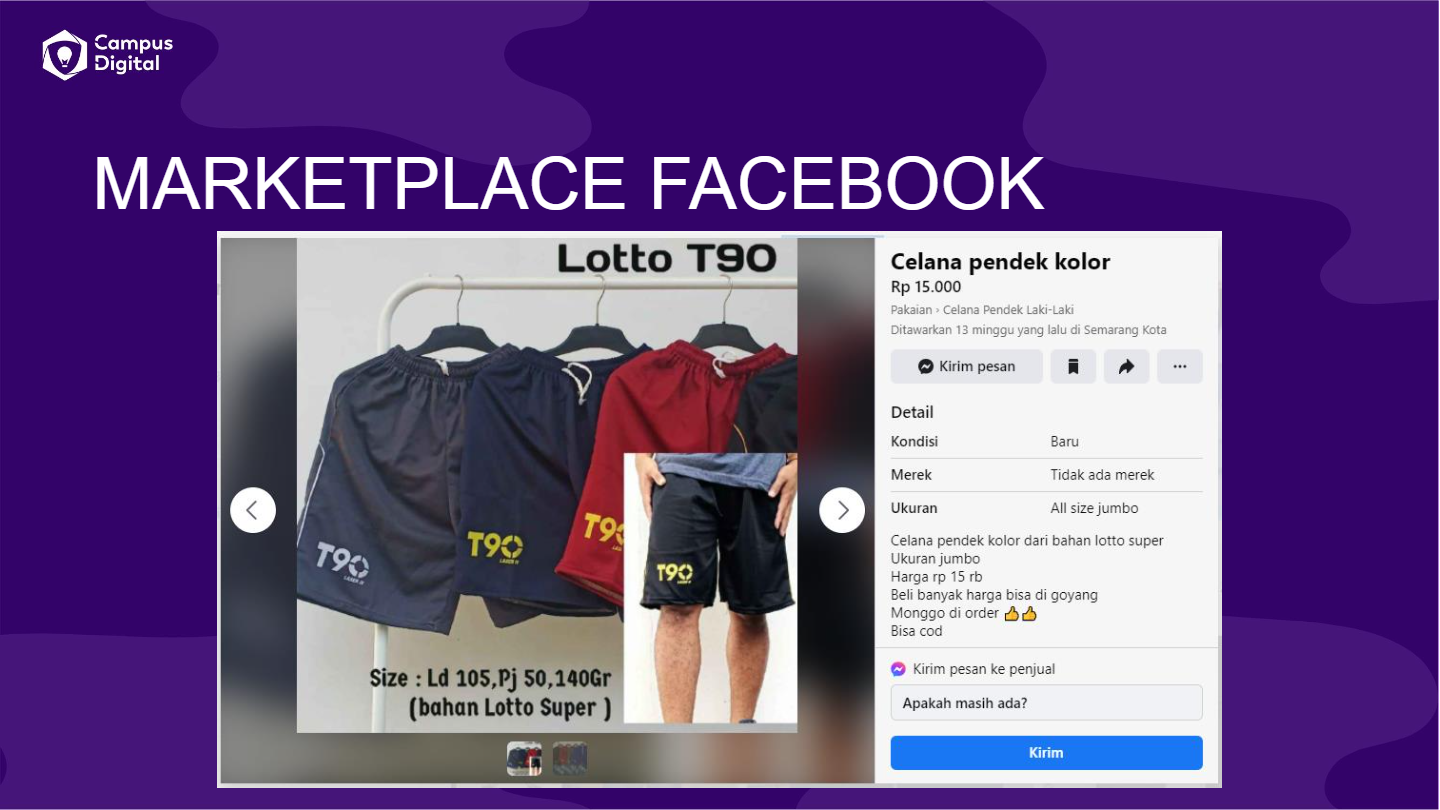 Campus
Digital
MARKETPLACE FACEBOOK
Lotto T90
T90
LASER III
T90
T90
T90
Size : Ld 105,Pj 50,140Gr
(bahan Lotto Super )
Celana pendek kolor
Rp 15.000
Pakaian › Celana Pendek Laki-Laki
Ditawarkan 13 minggu yang lalu di Semarang Kota
Kirim pesan
Detail
Kondisi Baru
Merek Tidak ada merek
Ukuran All size jumbo
Celana pendek kolor dari bahan lotto super
Ukuran jumbo
Harga rp 15 rb
Beli banyak harga bisa di goyang
Monggo di order 👍👍
Bisa cod
Kirim pesan ke penjual
Apakah masih ada?
Kirim